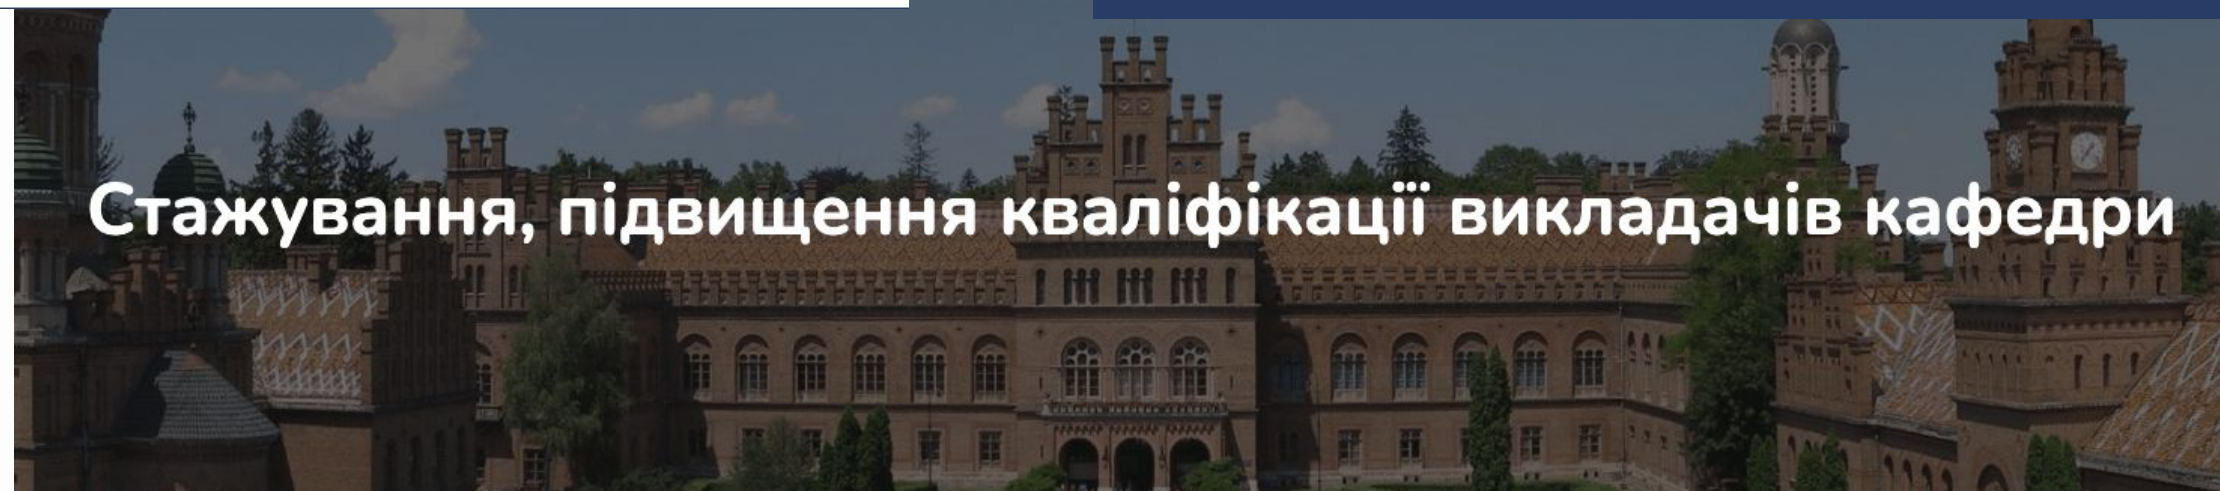 Стажування, підвищення кваліфікації викладачів кафедри